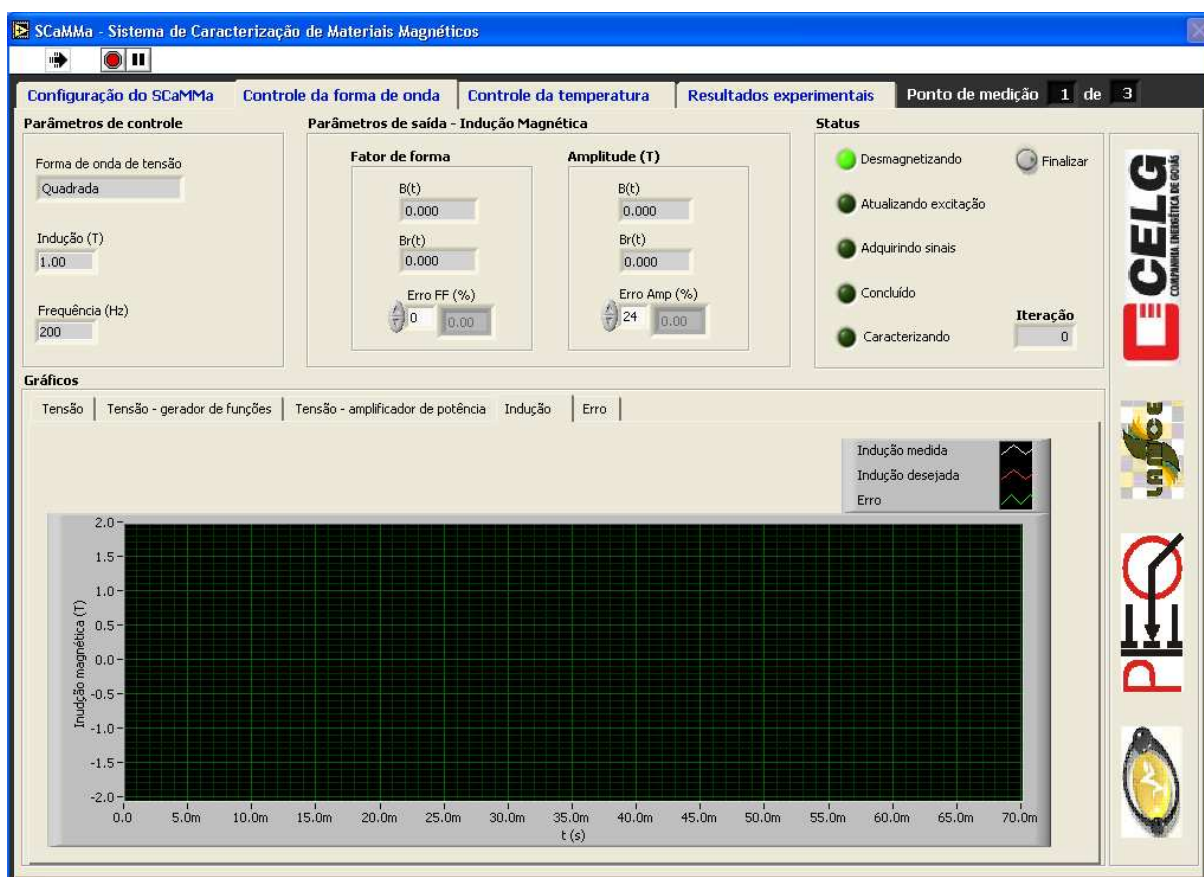 SCaMMa - Sistema de Caracterização de Materiais Magnéticos
Configuração do SCaMMa
Controle da forma de onda
Controle da temperatura
Resultados experimentais
Ponto de medição 1 de 3
Parâmetros de controle
Forma de onda de tensão
Quadrada
Indução (T)
1.00
Frequência (Hz)
200
Parâmetros de saída - Indução Magnética
Fator de forma
B(t)
0.000
Br(t)
0.000
Erro FF (%)
0 0.00
Amplitude (T)
B(t)
0.000
Br(t)
0.000
Erro Amp (%)
24 0.00
Status
Desmagnetizando
Finalizar
Atualizando excitação
Adquirindo sinais
Concluído
Caracterizando
Iteração
0
Gráficos
Tensão
Tensão - gerador de funções
Tensão - amplificador de potência
Indução
Erro
Indução medida
Indução desejada
Erro
Inudção magnética (T)
2.0
1.5
1.0
0.5
0.0
-0.5
-1.0
-1.5
-2.0
0.0 5.0m 10.0m 15.0m 20.0m 25.0m 30.0m 35.0m 40.0m 45.0m 50.0m 55.0m 60.0m 65.0m 70.0m
t (s)
CELG
COMPANHIA ENERGÉTICA DE GOIÁS
LAMCE